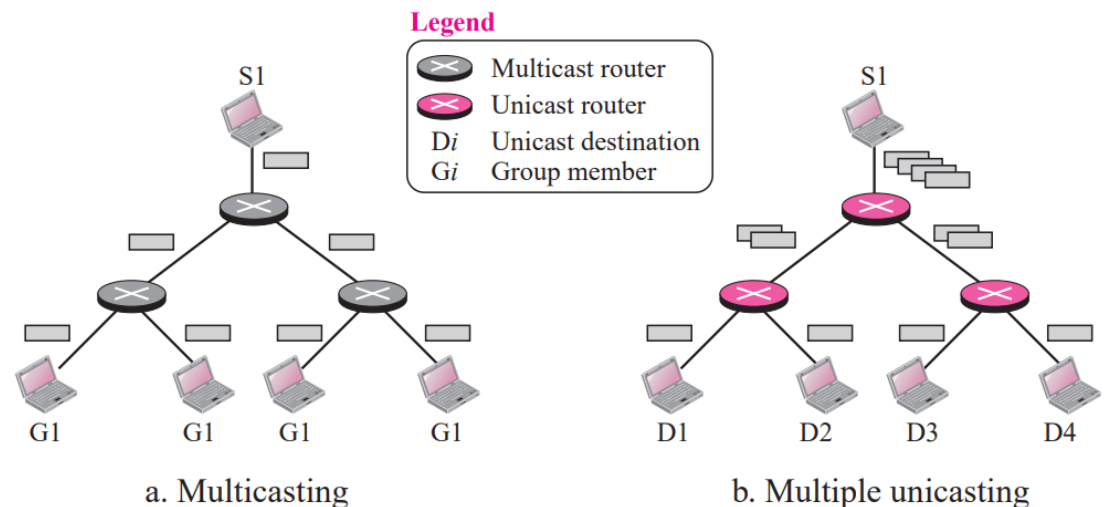 Legend
Multicast router
Unicast router
Di Unicast destination
Gi Group member
S1
G1 G1 G1 G1
a. Multicasting
S1
D1 D2 D3 D4
b. Multiple unicasting